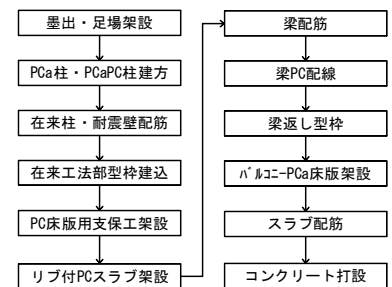 墨出・足場架設
PCa柱・PCaPC柱建方
在来柱・耐震壁配筋
在来工法部型枠建込
PC床版用支保工架設
リブ付PCスラブ架設
梁配筋
梁PC配線
梁返し型枠
ﾊﾞﾙｺﾆｰPCa床版架設
スラブ配筋
コンクリート打設